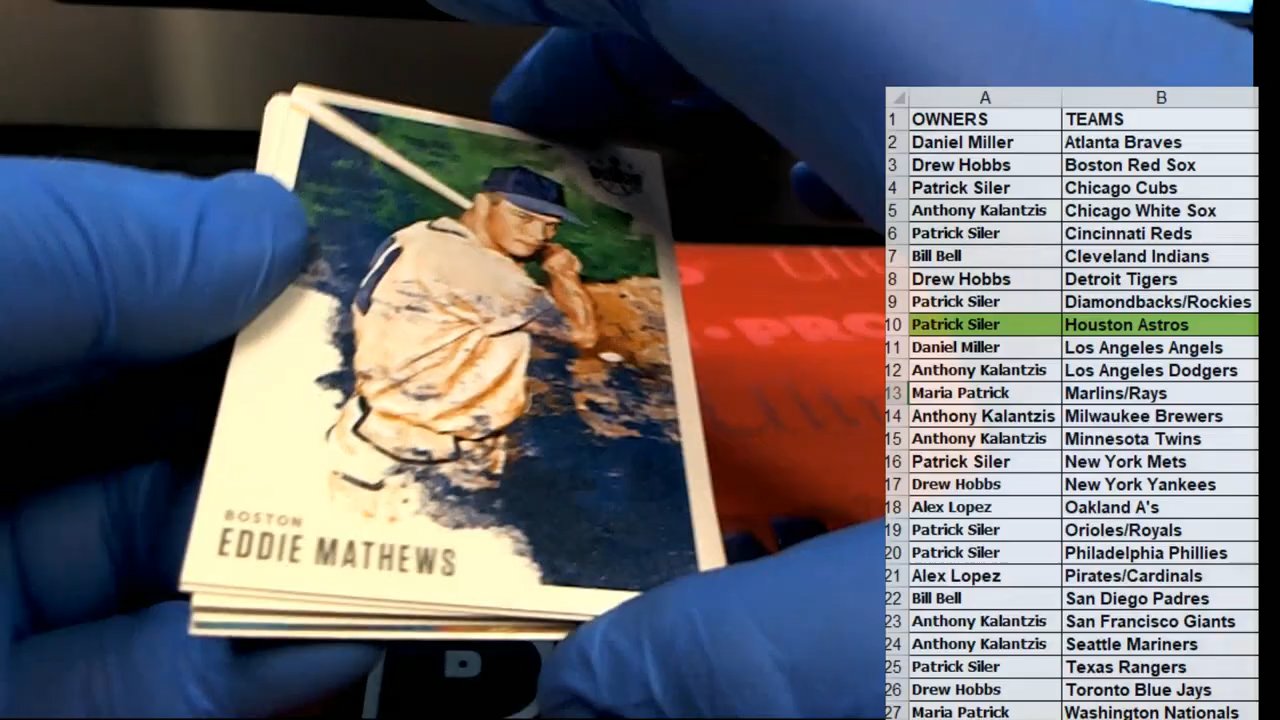 BOSTON
EDDIE MATHEWS
A B
1 OWNERS TEAMS
2 Daniel Miller Atlanta Braves
3 Drew Hobbs Boston Red Sox
4 Patrick Siler Chicago Cubs
5 Anthony Kalantzis Chicago White Sox
6 Patrick Siler Cincinnati Reds
7 Bill Bell Cleveland Indians
8 Drew Hobbs Detroit Tigers
9 Patrick Siler Diamondbacks/Rockies
10 Patrick Siler Houston Astros
11 Daniel Miller Los Angeles Angels
12 Anthony Kalantzis Los Angeles Dodgers
13 Maria Patrick Marlins/Rays
14 Anthony Kalantzis Milwaukee Brewers
15 Anthony Kalantzis Minnesota Twins
16 Patrick Siler New York Mets
17 Drew Hobbs New York Yankees
18 Alex Lopez Oakland A's
19 Patrick Siler Orioles/Royals
20 Patrick Siler Philadelphia Phillies
21 Alex Lopez Pirates/Cardinals
22 Bill Bell San Diego Padres
23 Anthony Kalantzis San Francisco Giants
24 Anthony Kalantzis Seattle Mariners
25 Patrick Siler Texas Rangers
26 Drew Hobbs Toronto Blue Jays
27 Maria Patrick Washington Nationals